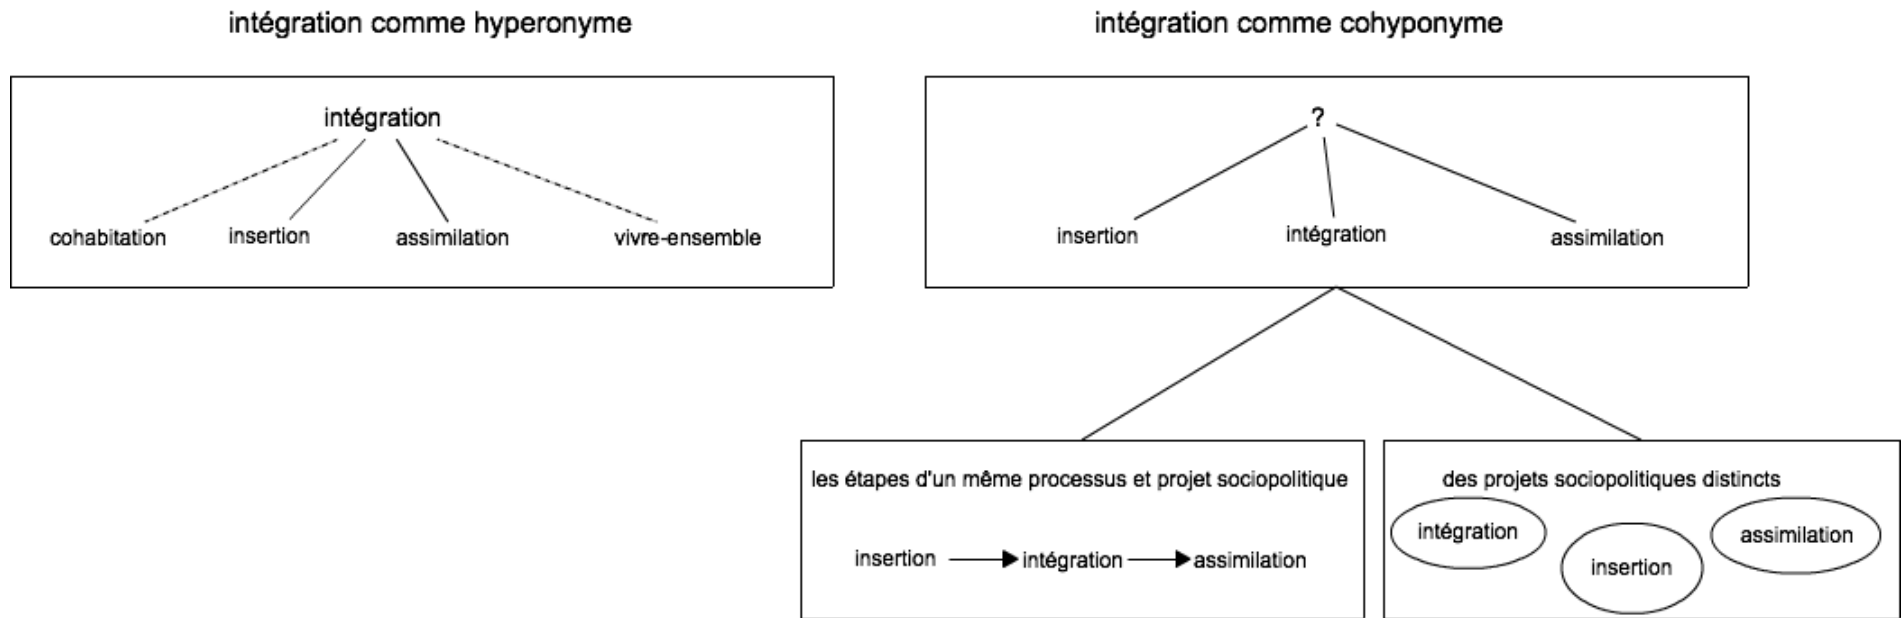 intégration comme hyperonyme
intégration
cohabitation insertion assimilation vivre-ensemble
intégration comme cohyponyme
?
insertion intégration assimilation
les étapes d'un même processus et projet sociopolitique
insertion intégration assimilation
des projets sociopolitiques distincts
intégration
insertion
assimilation